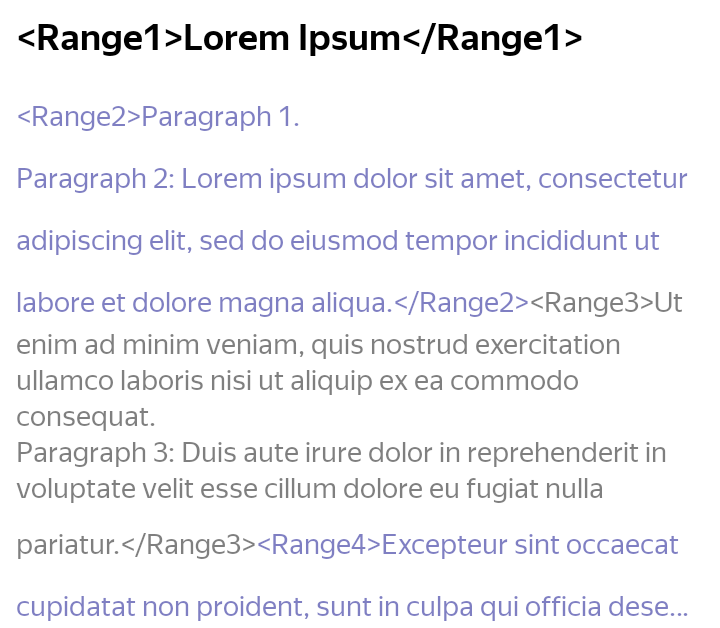 <Range1>Lorem Ipsum</Range1>
<Range2>Paragraph 1.
Paragraph 2: Lorem ipsum dolor sit amet, consectetur
adipiscing elit, sed do eiusmod tempor incididunt ut
labore et dolore magna aliqua.</Range2><Range3>Ut
enim ad minim veniam, quis nostrud exercitation
ullamco laboris nisi ut aliquip ex ea commodo
consequat.
Paragraph 3: Duis aute irure dolor in reprehenderit in
voluptate velit esse cillum dolore eu fugiat nulla
pariatur.</Range3><Range4>Excepteur sint occaecat
cupidatat non proident, sunt in culpa qui officia dese...